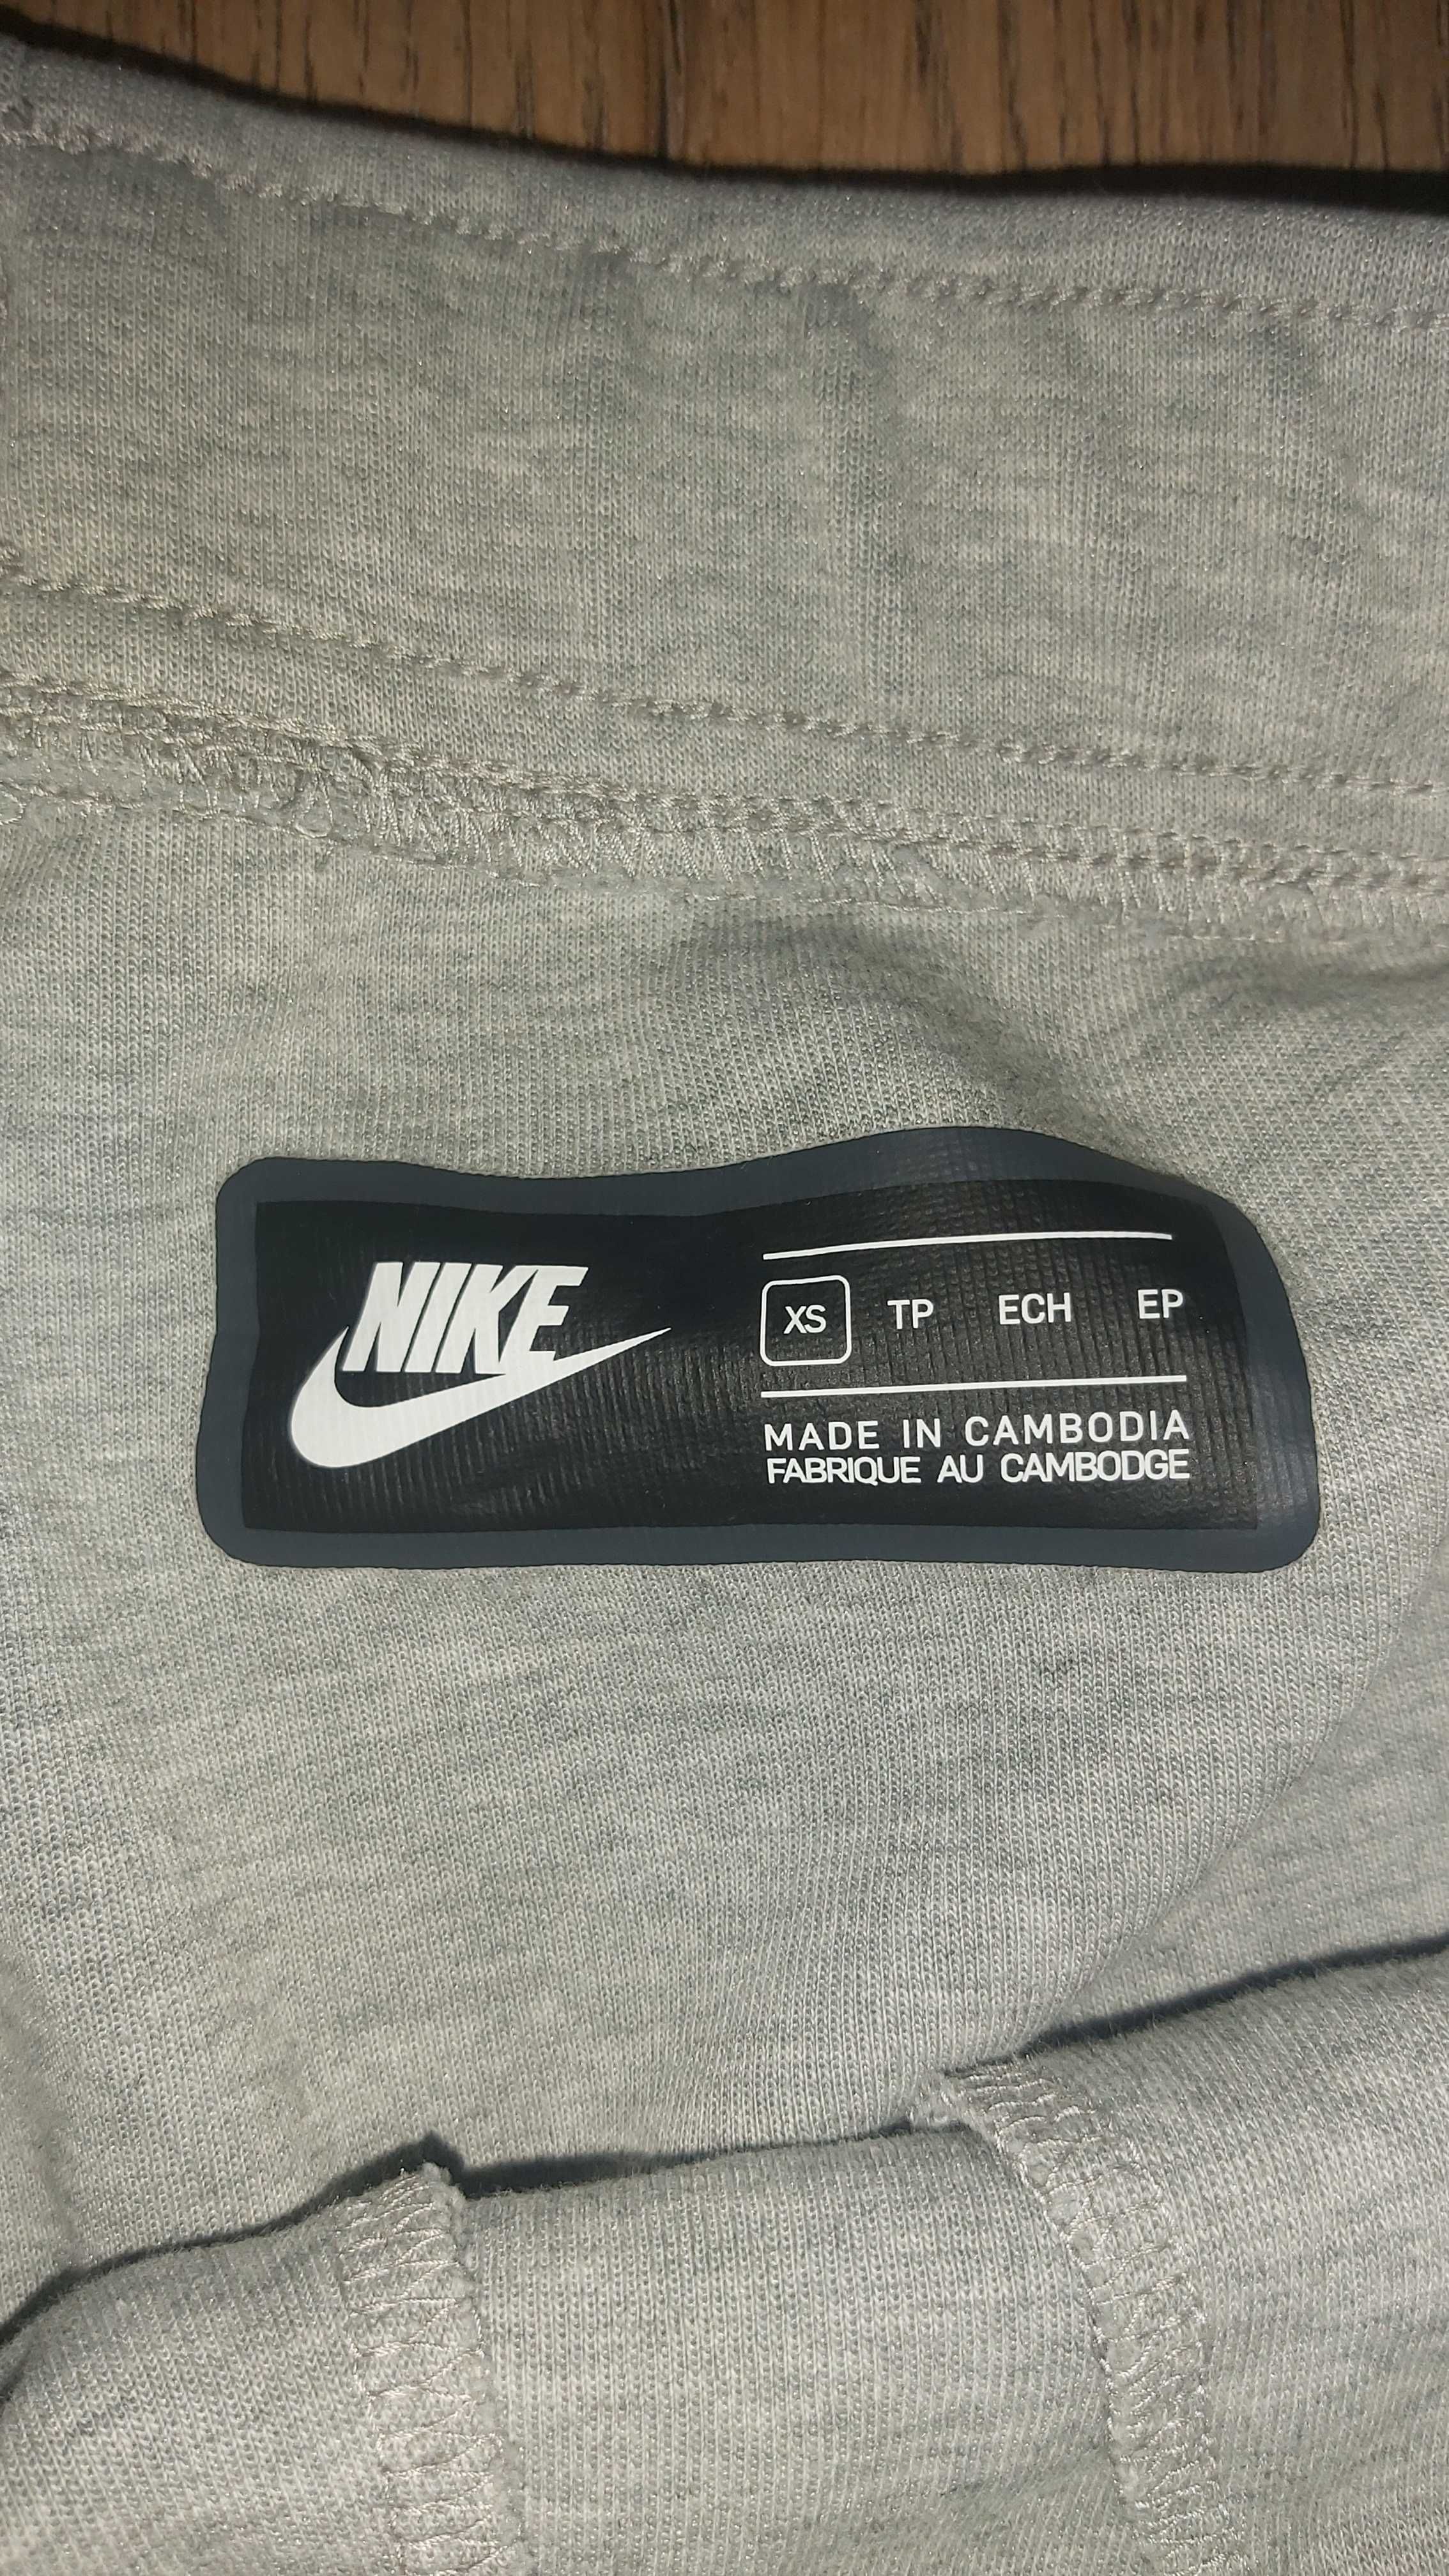 NIKE
XS TP ECH EP
MADE IN CAMBODIA
FABRIQUE AU CAMBODGE